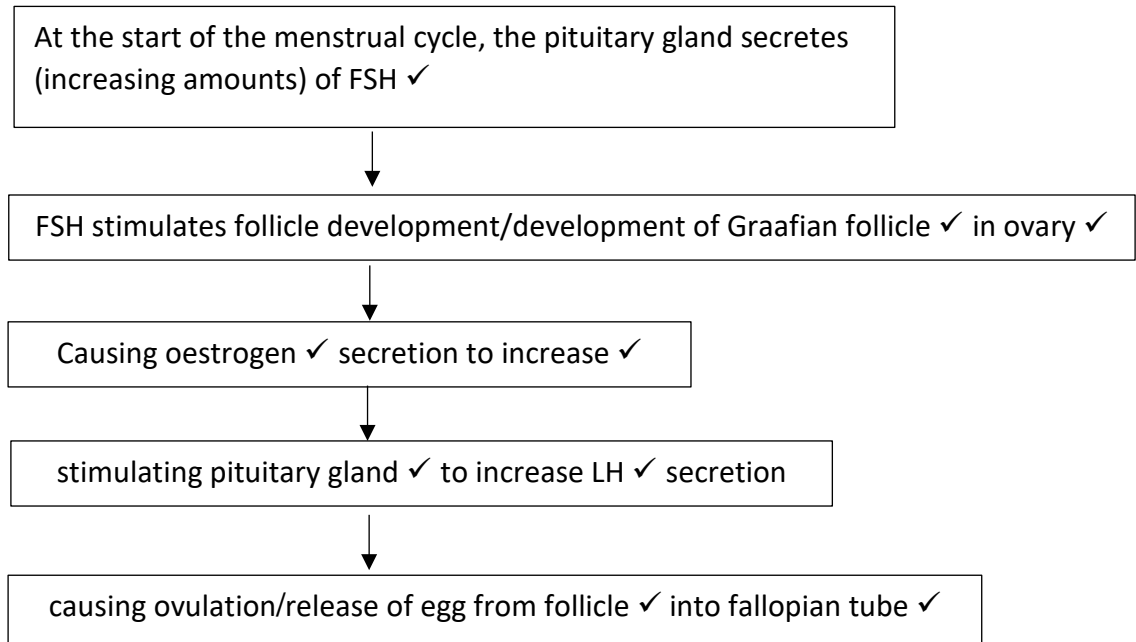 At the start of the menstrual cycle, the pituitary gland secretes
(increasing amounts) of FSH ✓
FSH stimulates follicle development/development of Graafian follicle ✓ in ovary ✓
Causing oestrogen ✓ secretion to increase ✓
stimulating pituitary gland ✓ to increase LH ✓ secretion
causing ovulation/release of egg from follicle ✓ into fallopian tube ✓